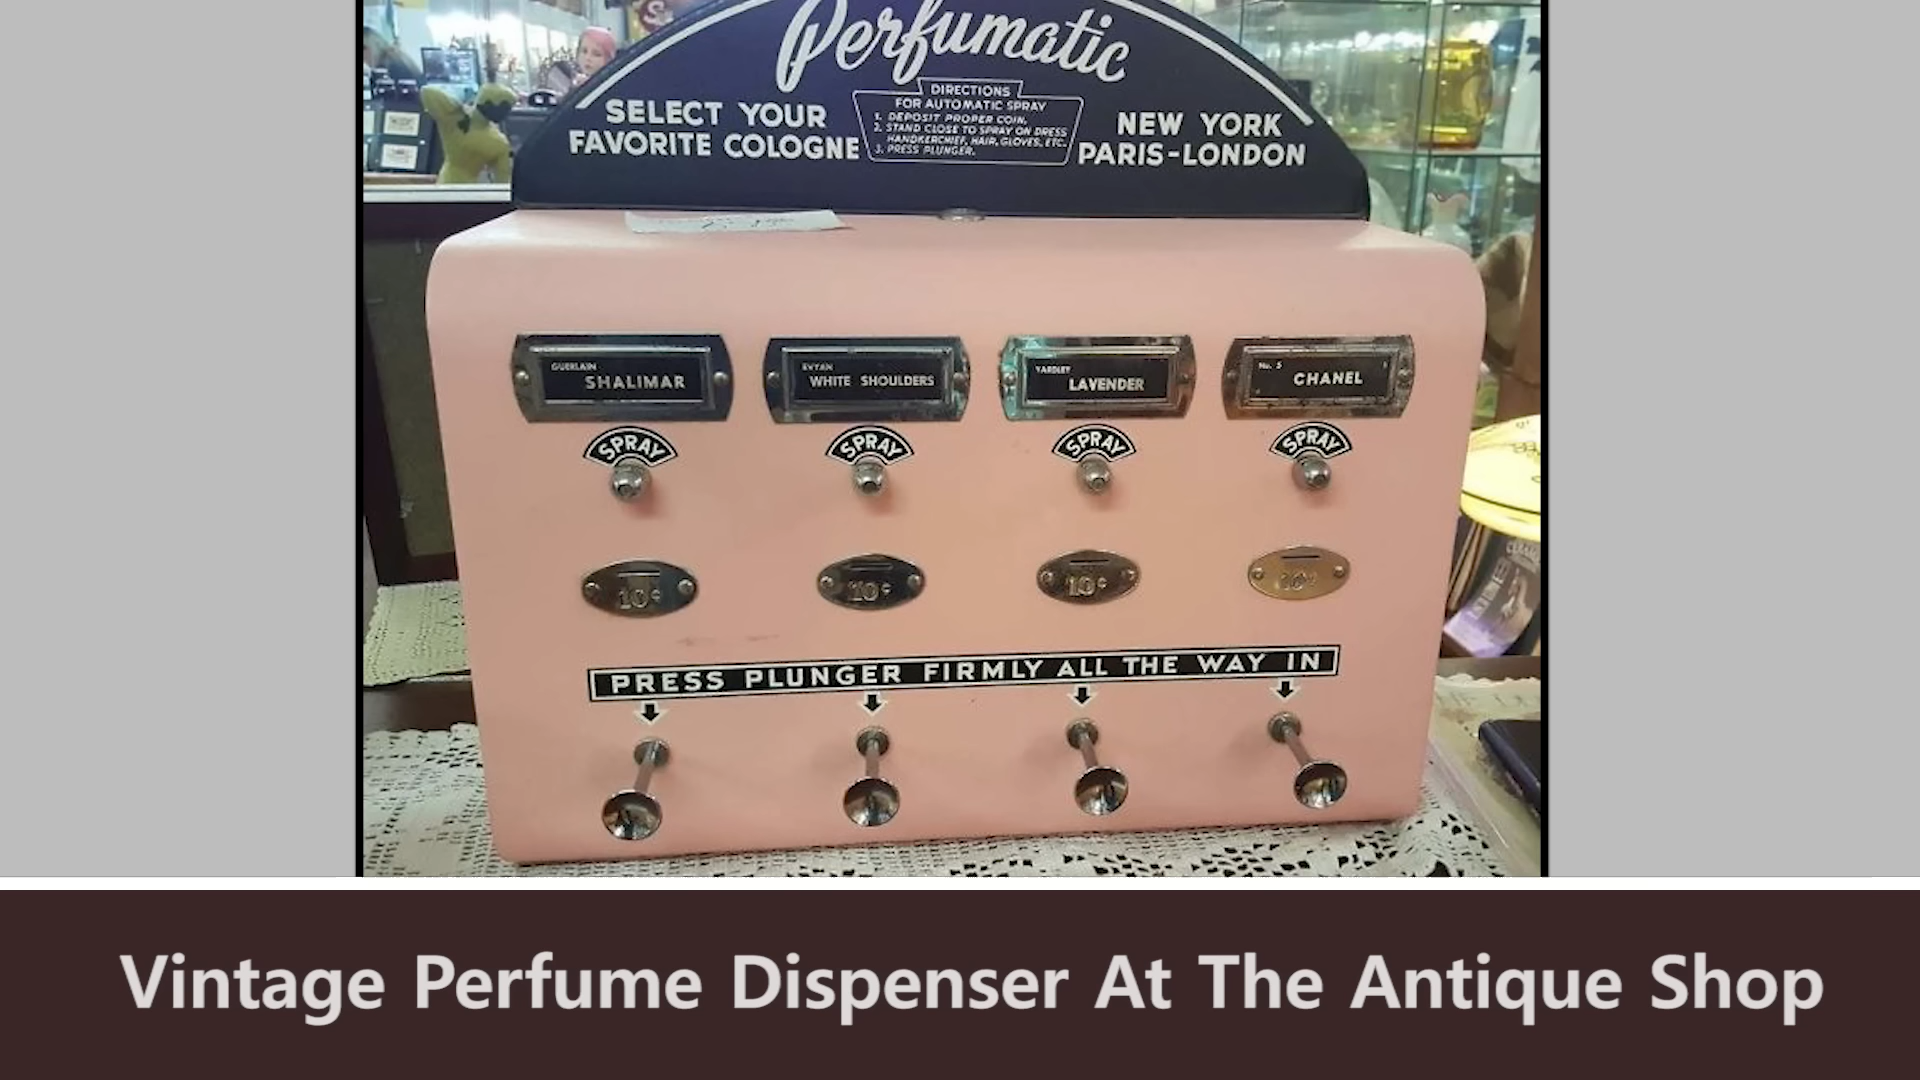 Perfumatic
SELECT YOUR
FAVORITE COLOGNE
DIRECTIONS
FOR AUTOMATIC SPRAY
1. DEPOSIT PROPER COIN.
2. STAND CLOSE TO SPRAY ON DRESS
HANDKERCHIEF, HAIR, GLOVES, ETC.
3. PRESS PLUNGER.
NEW YORK
PARIS-LONDON
GUERLAIN
SHALIMAR
EVYAN
WHITE SHOULDERS
YARDLEY
LAVENDER
No. 5
CHANEL
SPRAY
SPRAY
SPRAY
SPRAY
10¢
10¢
10¢
10¢
PRESS PLUNGER FIRMLY ALL THE WAY IN
Vintage Perfume Dispenser At The Antique Shop